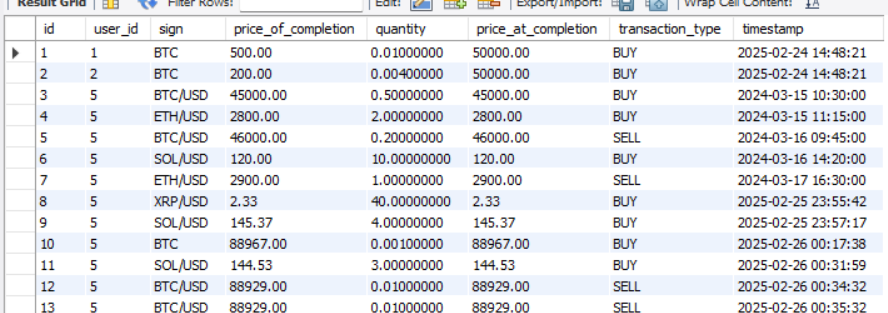 Result Grid Filter Rows: Edit: Export/Import: Wrap Cell Content: IA
id user_id sign price_of_completion quantity price_at_completion transaction_type timestamp
1 1 BTC 500.00 0.01000000 50000.00 BUY 2025-02-24 14:48:21
2 2 BTC 200.00 0.00400000 50000.00 BUY 2025-02-24 14:48:21
3 5 BTC/USD 45000.00 0.50000000 45000.00 BUY 2024-03-15 10:30:00
4 5 ETH/USD 2800.00 2.00000000 2800.00 BUY 2024-03-15 11:15:00
5 5 BTC/USD 46000.00 0.20000000 46000.00 SELL 2024-03-16 09:45:00
6 5 SOL/USD 120.00 10.00000000 120.00 BUY 2024-03-16 14:20:00
7 5 ETH/USD 2900.00 1.00000000 2900.00 SELL 2024-03-17 16:30:00
8 5 XRP/USD 2.33 40.00000000 2.33 BUY 2025-02-25 23:55:42
9 5 SOL/USD 145.37 4.00000000 145.37 BUY 2025-02-25 23:57:17
10 5 BTC 88967.00 0.00100000 88967.00 BUY 2025-02-26 00:17:38
11 5 SOL/USD 144.53 3.00000000 144.53 BUY 2025-02-26 00:31:59
12 5 BTC/USD 88929.00 0.01000000 88929.00 SELL 2025-02-26 00:34:32
13 5 BTC/USD 88929.00 0.01000000 88929.00 SELL 2025-02-26 00:35:32